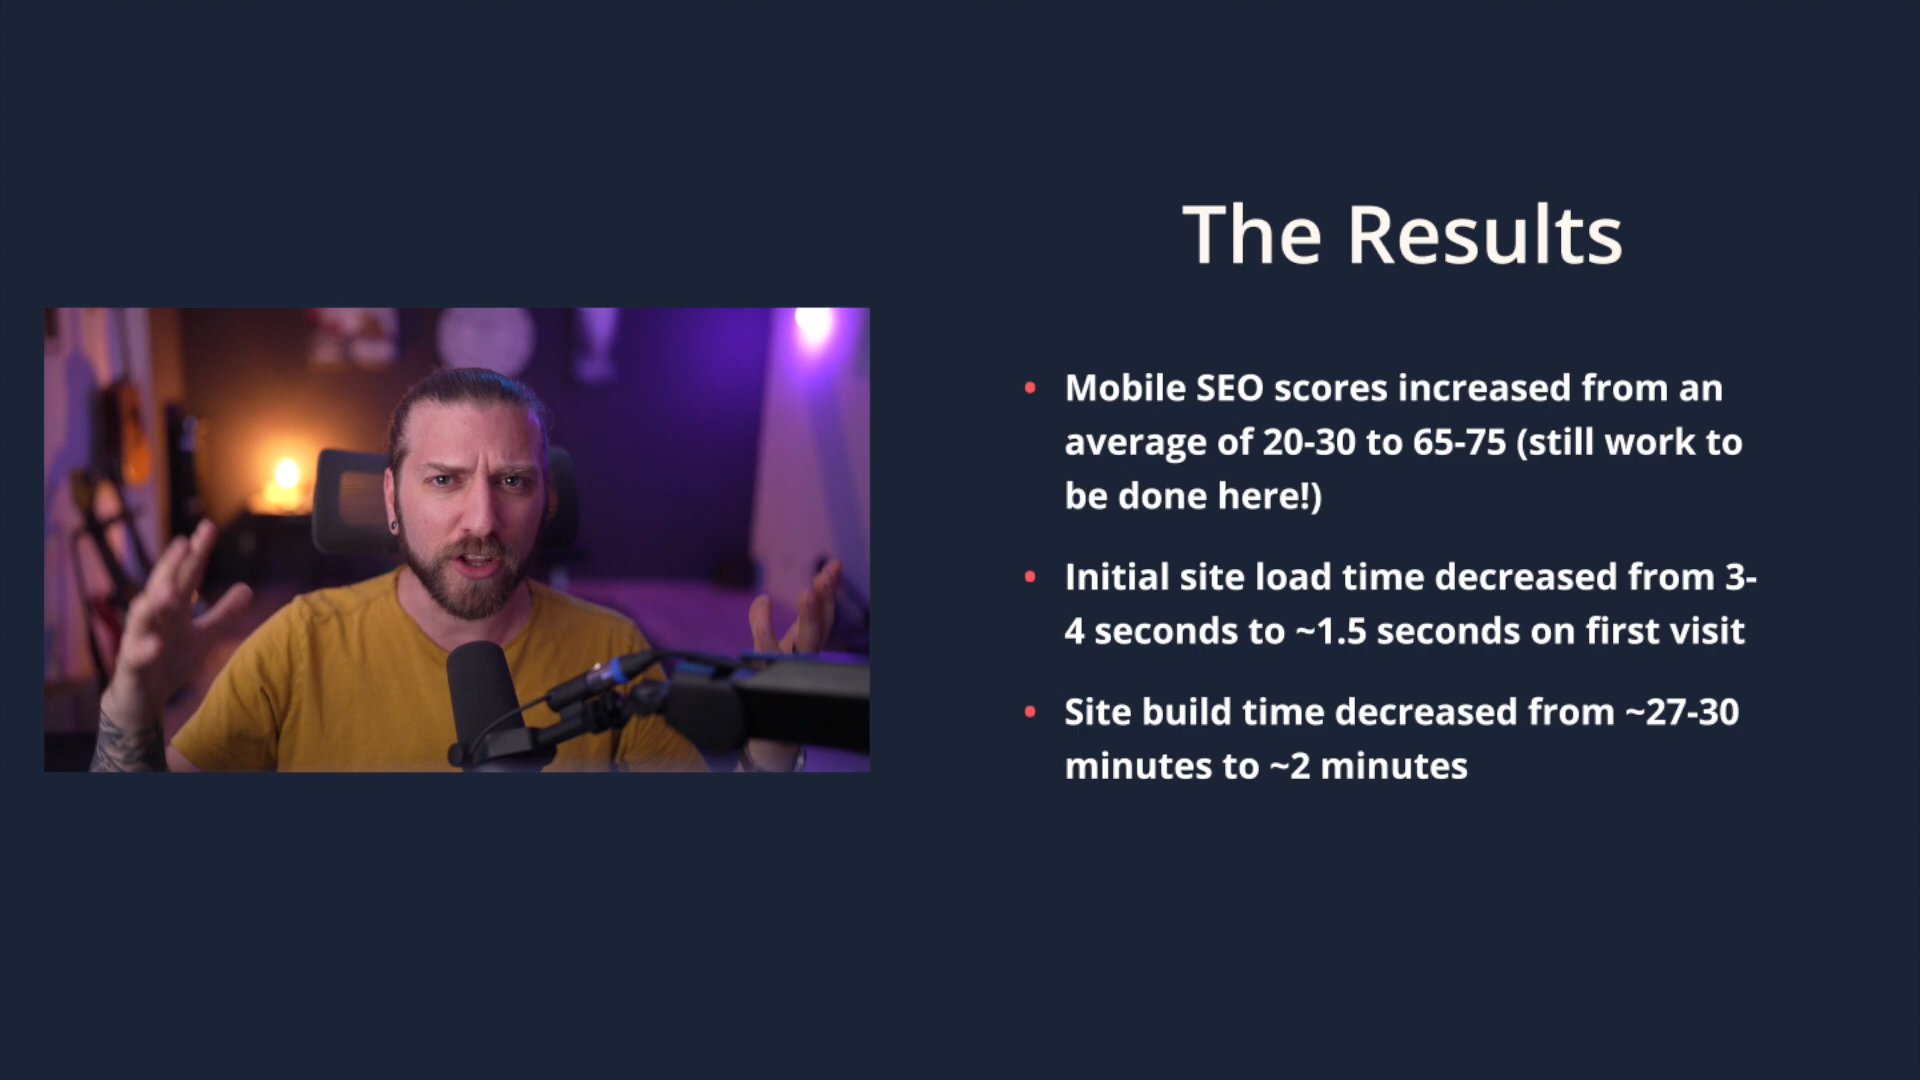 The Results
• Mobile SEO scores increased from an
average of 20-30 to 65-75 (still work to
be done here!)
• Initial site load time decreased from 3-
4 seconds to ~1.5 seconds on first visit
• Site build time decreased from ~27-30
minutes to ~2 minutes